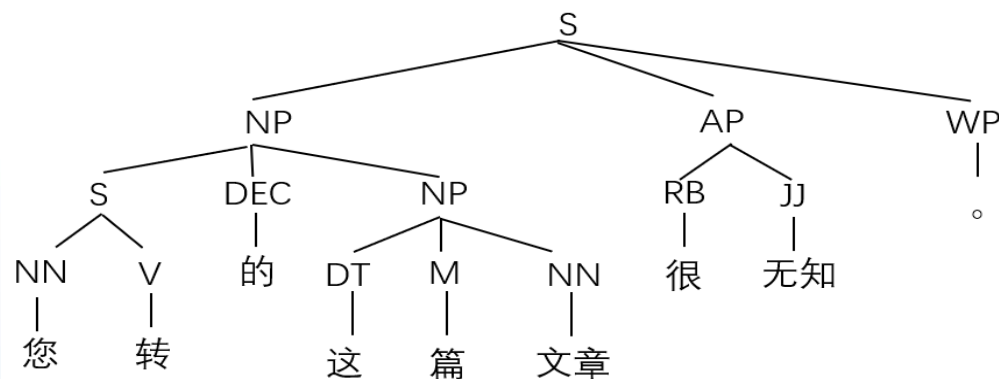 S
NP AP WP
S DEC NP RB JJ 。
NN V 的 DT M NN 很 无知
您 转 这 篇 文章